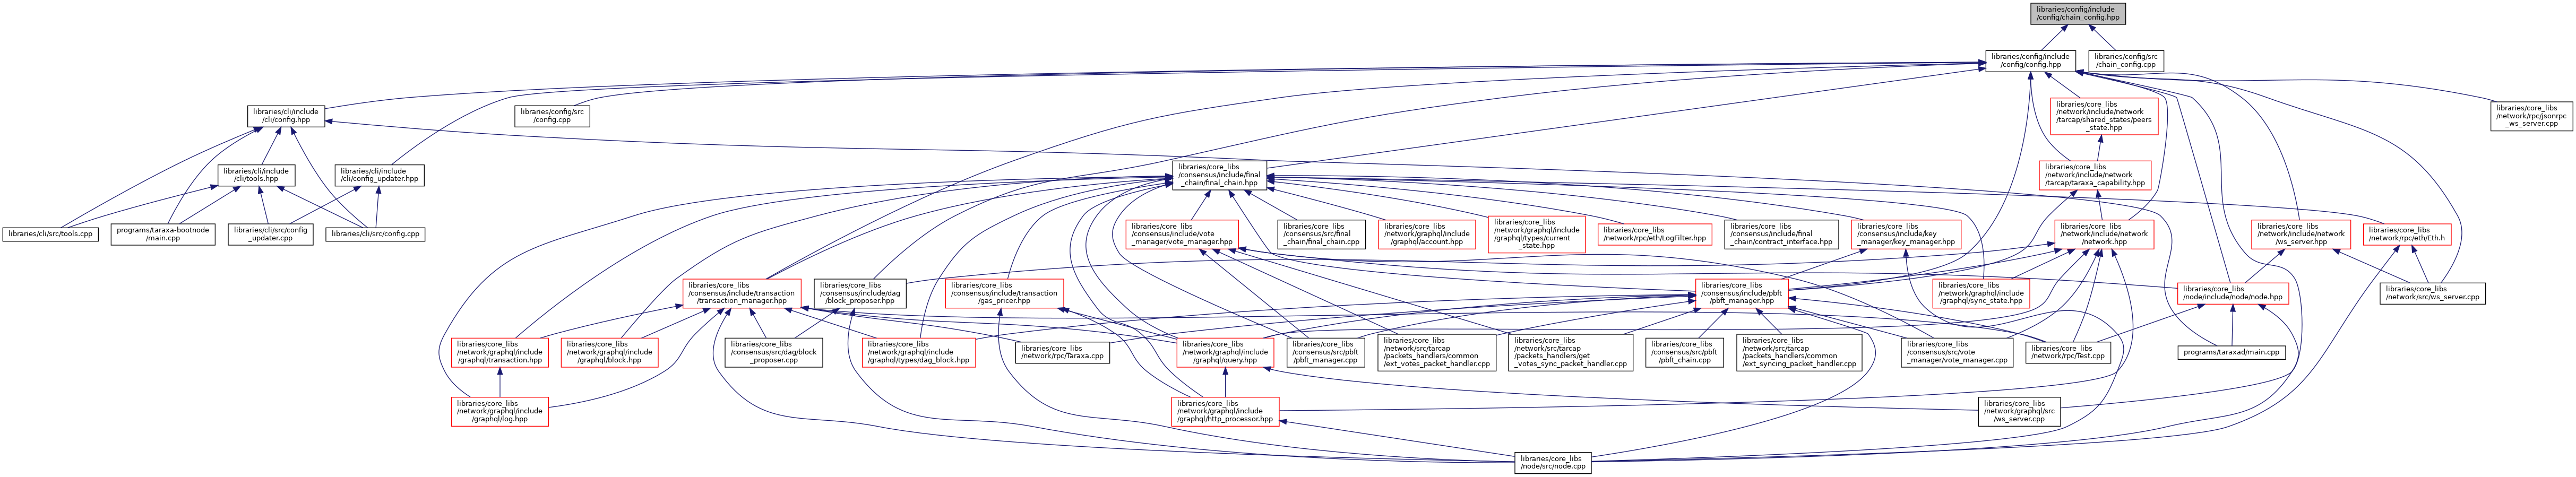 libraries/config/include
/config/chain_config.hpp
libraries/config/include
/config/config.hpp
libraries/config/src
/chain_config.cpp
libraries/cli/include
/cli/config.hpp
libraries/config/src
/config.cpp
libraries/core_libs
/network/include/network
/tarcap/shared_states/peers
_state.hpp
libraries/core_libs
/network/rpc/jsonrpc
_ws_server.cpp
libraries/cli/include
/cli/tools.hpp
libraries/cli/include
/cli/config_updater.hpp
libraries/core_libs
/consensus/include/final
_chain/final_chain.hpp
libraries/core_libs
/network/include/network
/tarcap/taraxa_capability.hpp
libraries/cli/src/tools.cpp
programs/taraxa-bootnode
/main.cpp
libraries/cli/src/config
_updater.cpp
libraries/cli/src/config.cpp
libraries/core_libs
/consensus/include/vote
_manager/vote_manager.hpp
libraries/core_libs
/consensus/src/final
_chain/final_chain.cpp
libraries/core_libs
/network/graphql/include
/graphql/account.hpp
libraries/core_libs
/network/graphql/include
/graphql/types/current
_state.hpp
libraries/core_libs
/network/rpc/eth/LogFilter.hpp
libraries/core_libs
/consensus/include/final
_chain/contract_interface.hpp
libraries/core_libs
/consensus/include/key
_manager/key_manager.hpp
libraries/core_libs
/network/include/network
/network.hpp
libraries/core_libs
/network/include/network
/ws_server.hpp
libraries/core_libs
/network/rpc/eth/Eth.h
libraries/core_libs
/consensus/include/transaction
/transaction_manager.hpp
libraries/core_libs
/consensus/include/dag
/block_proposer.hpp
libraries/core_libs
/consensus/include/transaction
/gas_pricer.hpp
libraries/core_libs
/consensus/include/pbft
/pbft_manager.hpp
libraries/core_libs
/network/graphql/include
/graphql/sync_state.hpp
libraries/core_libs
/node/include/node/node.hpp
libraries/core_libs
/network/src/ws_server.cpp
libraries/core_libs
/network/graphql/include
/graphql/transaction.hpp
libraries/core_libs
/network/graphql/include
/graphql/block.hpp
libraries/core_libs
/consensus/src/dag/block
_proposer.cpp
libraries/core_libs
/network/graphql/include
/graphql/types/dag_block.hpp
libraries/core_libs
/network/rpc/Taraxa.cpp
libraries/core_libs
/network/graphql/include
/graphql/query.hpp
libraries/core_libs
/consensus/src/pbft
/pbft_manager.cpp
libraries/core_libs
/network/src/tarcap
/packets_handlers/common
/ext_votes_packet_handler.cpp
libraries/core_libs
/network/src/tarcap
/packets_handlers/get
_votes_sync_packet_handler.cpp
libraries/core_libs
/consensus/src/pbft
/pbft_chain.cpp
libraries/core_libs
/network/src/tarcap
/packets_handlers/common
/ext_syncing_packet_handler.cpp
libraries/core_libs
/consensus/src/vote
_manager/vote_manager.cpp
libraries/core_libs
/network/rpc/Test.cpp
programs/taraxad/main.cpp
libraries/core_libs
/network/graphql/include
/graphql/log.hpp
libraries/core_libs
/network/graphql/include
/graphql/http_processor.hpp
libraries/core_libs
/network/graphql/src
/ws_server.cpp
libraries/core_libs
/node/src/node.cpp